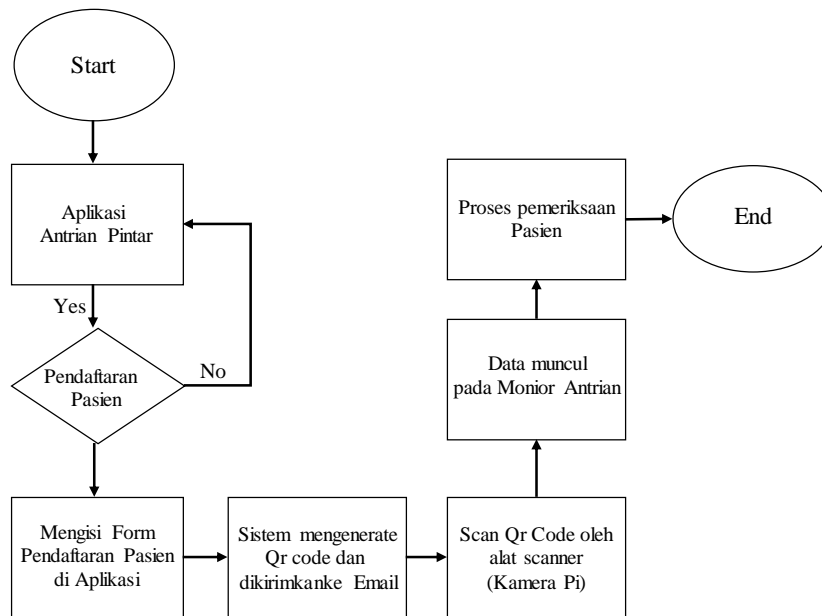 Start
Aplikasi
Antrian Pintar
Yes
Pendaftaran
Pasien
No
Mengisi Form
Pendaftaran Pasien
di Aplikasi
Sistem mengenerate
Qr code dan
dikirimkanke Email
Scan Qr Code oleh
alat scanner
(Kamera Pi)
Data muncul
pada Monior Antrian
Proses pemeriksaan
Pasien
End